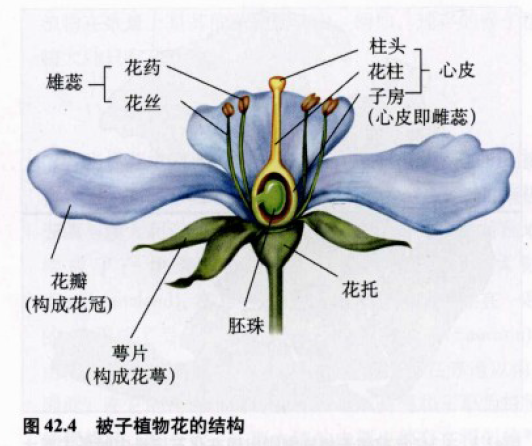 雄蕊
花药
花丝
柱头
花柱
子房
心皮
(心皮即雌蕊)
花瓣
(构成花冠)
萼片
(构成花萼)
胚珠
花托
图 42.4 被子植物花的结构